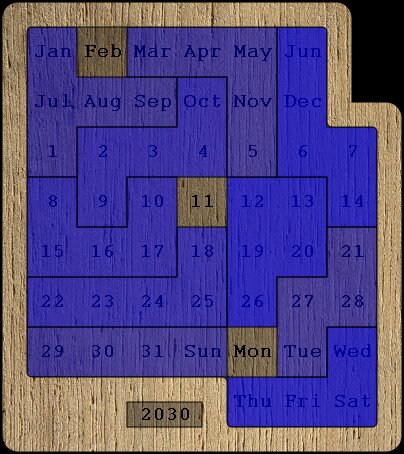 Jan Feb Mar Apr May Jun
Jul Aug Sep Oct Nov Dec
1 2 3 4 5 6 7
8 9 10 11 12 13 14
15 16 17 18 19 20 21
22 23 24 25 26 27 28
29 30 31 Sun Mon Tue Wed
Thu Fri Sat
2030